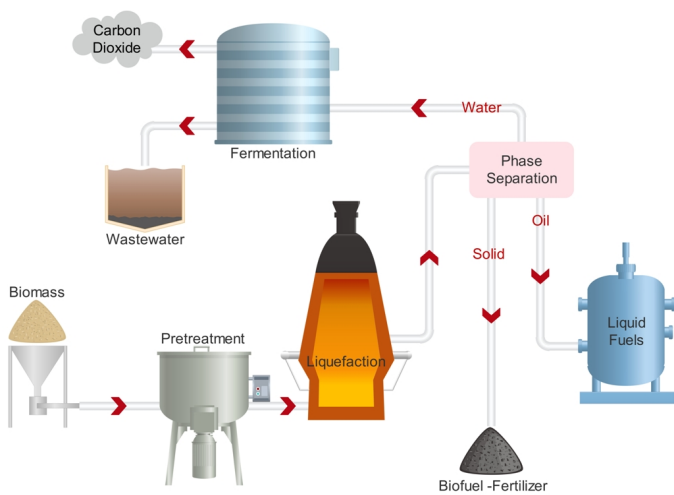 Carbon
Dioxide
Water
Fermentation
Phase
Separation
Wastewater
Oil
Solid
Biomass
Liquid
Fuels
Pretreatment
Liquefaction
Biofuel -Fertilizer